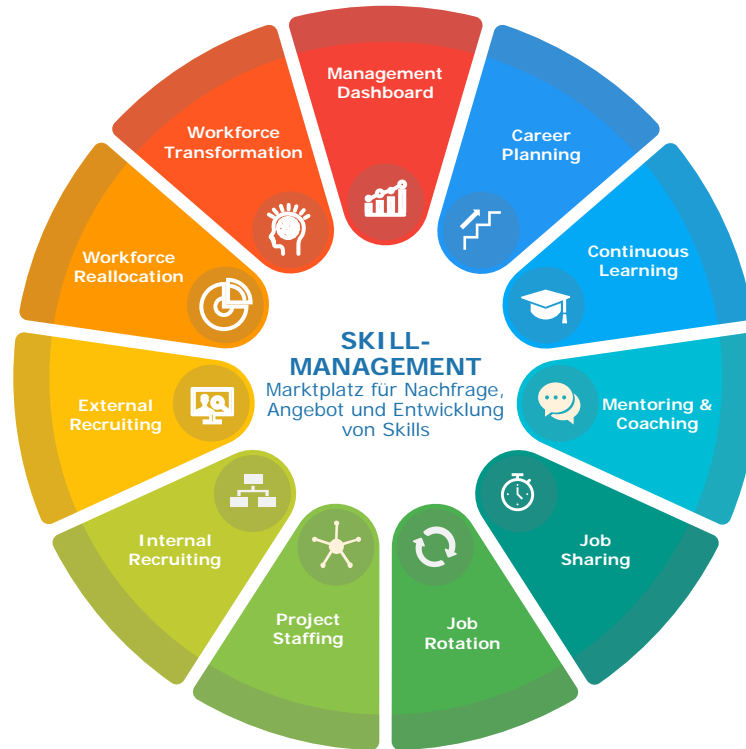 Management
Dashboard
Career
Planning
Continuous
Learning
Mentoring &
Coaching
Job
Sharing
Job
Rotation
Project
Staffing
Internal
Recruiting
External
Recruiting
Workforce
Reallocation
Workforce
Transformation
SKILL-
MANAGEMENT
Marktplatz für Nachfrage,
Angebot und Entwicklung
von Skills